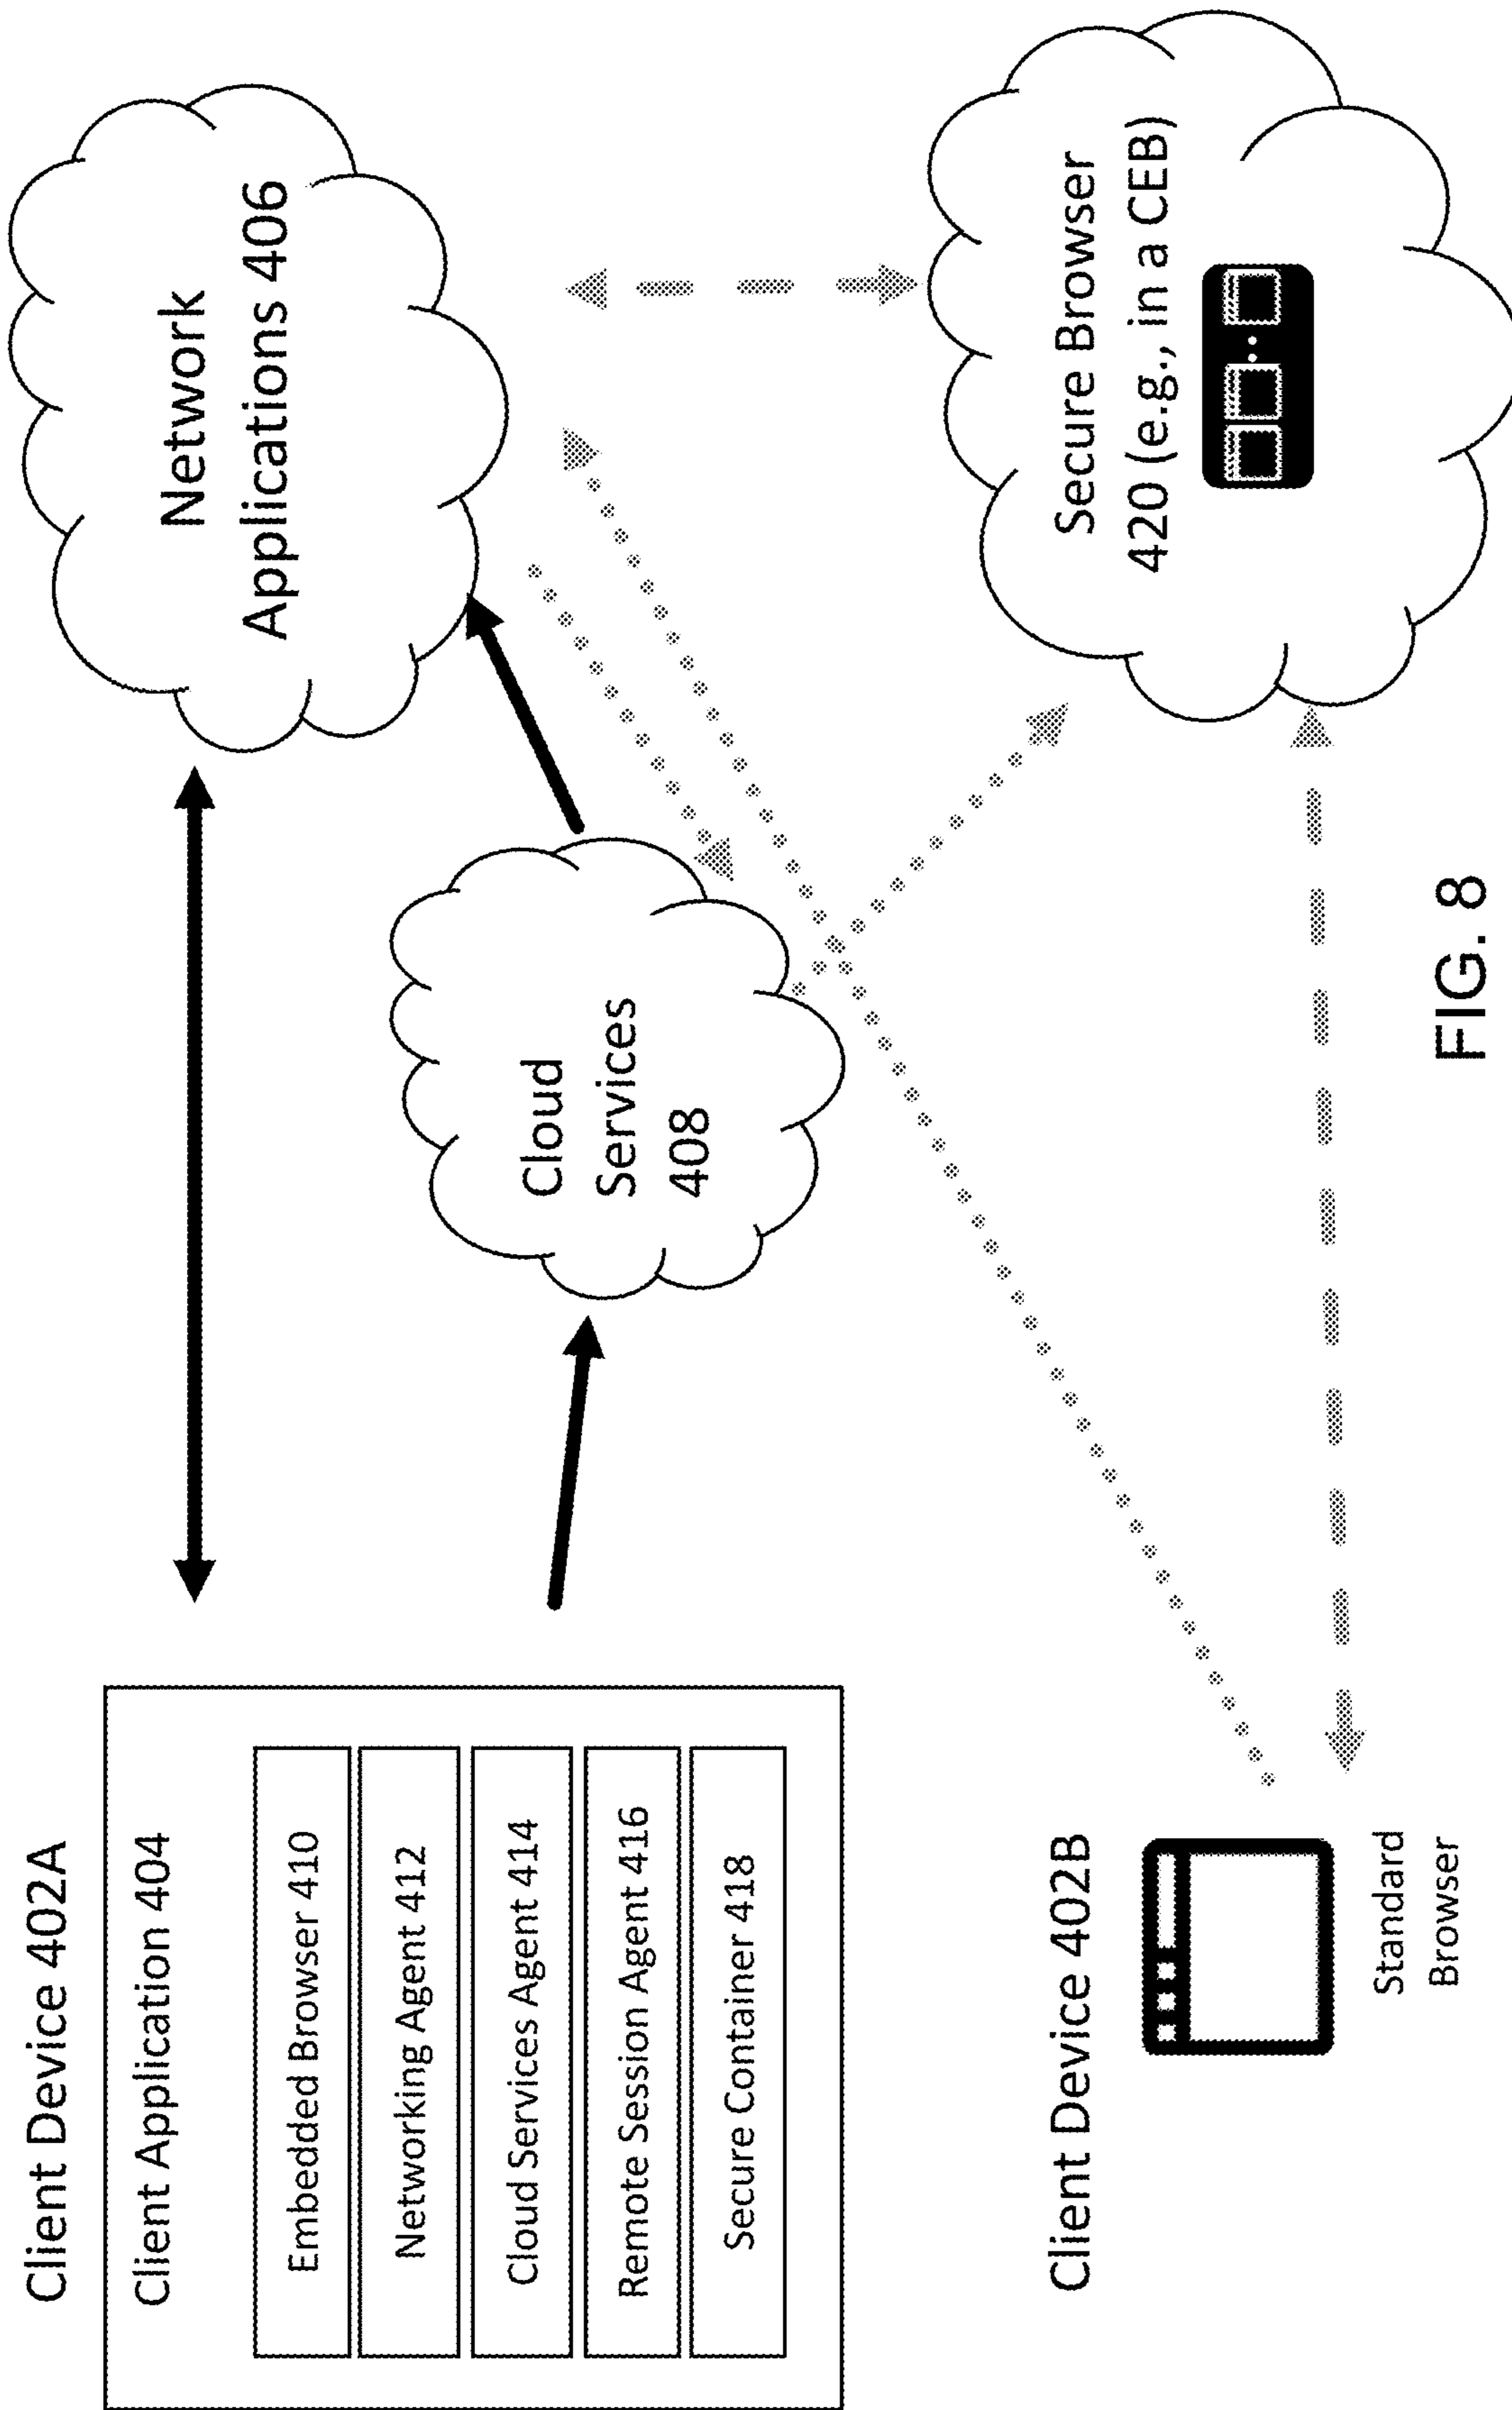 Client Device 402A
Client Application 404
Embedded Browser 410
Networking Agent 412
Cloud Services Agent 414
Remote Session Agent 416
Secure Container 418
Network
Applications 406
Cloud
Services
408
Client Device 402B
Standard
Browser
Secure Browser
420 (e.g., in a CEB)
FIG. 8